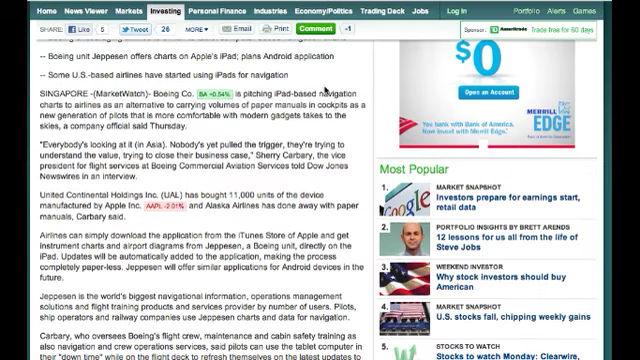 Home News Viewer Markets Investing Personal Finance Industries Economy/Politics Trading Deck Jobs Log In Portfolio Alerts Games
Like 5 Tweet 26 MORE Email Print Comment -1
Sponsor: Ameritrade Trade free for 60 days
-- Boeing unit Jeppesen offers charts on Apple's iPad; plans Android application
-- Some U.S.-based airlines have started using iPads for navigation
SINGAPORE -(MarketWatch)- Boeing Co. BA +0.54% is pitching iPad-based navigation
charts to airlines as an alternative to carrying volumes of paper manuals in cockpits as a
new generation of pilots that is more comfortable with modern gadgets takes to the
skies, a company official said Thursday.
"Everybody's looking at it (in Asia). Nobody's yet pulled the trigger, they're trying to
understand the value, trying to close their business case," Sherry Carbary, the vice
president for flight services at Boeing Commercial Aviation Services told Dow Jones
Newswires in an interview.
United Continental Holdings Inc. (UAL) has bought 11,000 units of the device
manufactured by Apple Inc. AAPL -2.01% and Alaska Airlines has done away with paper
manuals, Carbary said.
Airlines can simply download the application from the iTunes Store of Apple and get
instrument charts and airport diagrams from Jeppesen, a Boeing unit, directly on the
iPad. Updates will be automatically added to the application, making the process
completely paper-less. Jeppesen will offer similar applications for Android devices in the
future.
Jeppesen is the world's biggest navigational information, operations management
solutions and flight training products and services provider by number of users. Pilots,
ship operators and railway companies use Jeppesen charts and data for navigation.
Carbary, who oversees Boeing's flight crew, maintenance and cabin safety training as
also navigation and crew operations services, said pilots can use the tablet computer in
their "down time" while on the flight deck to refresh themselves on the latest updates to
$0
Open an Account
MERRILL
EDGE
You bank with Bank of America.
Now invest with Merrill Edge.
Most Popular
1. MARKET SNAPSHOT
Investors prepare for earnings start,
retail data
2. PORTFOLIO INSIGHTS BY BRETT ARENDS
12 lessons for us all from the life of
Steve Jobs
3. WEEKEND INVESTOR
Why stock investors should buy
American
4. MARKET SNAPSHOT
U.S. stocks fall, chipping weekly gains
5. STOCKS TO WATCH
Stocks to watch Monday: Clearwire,